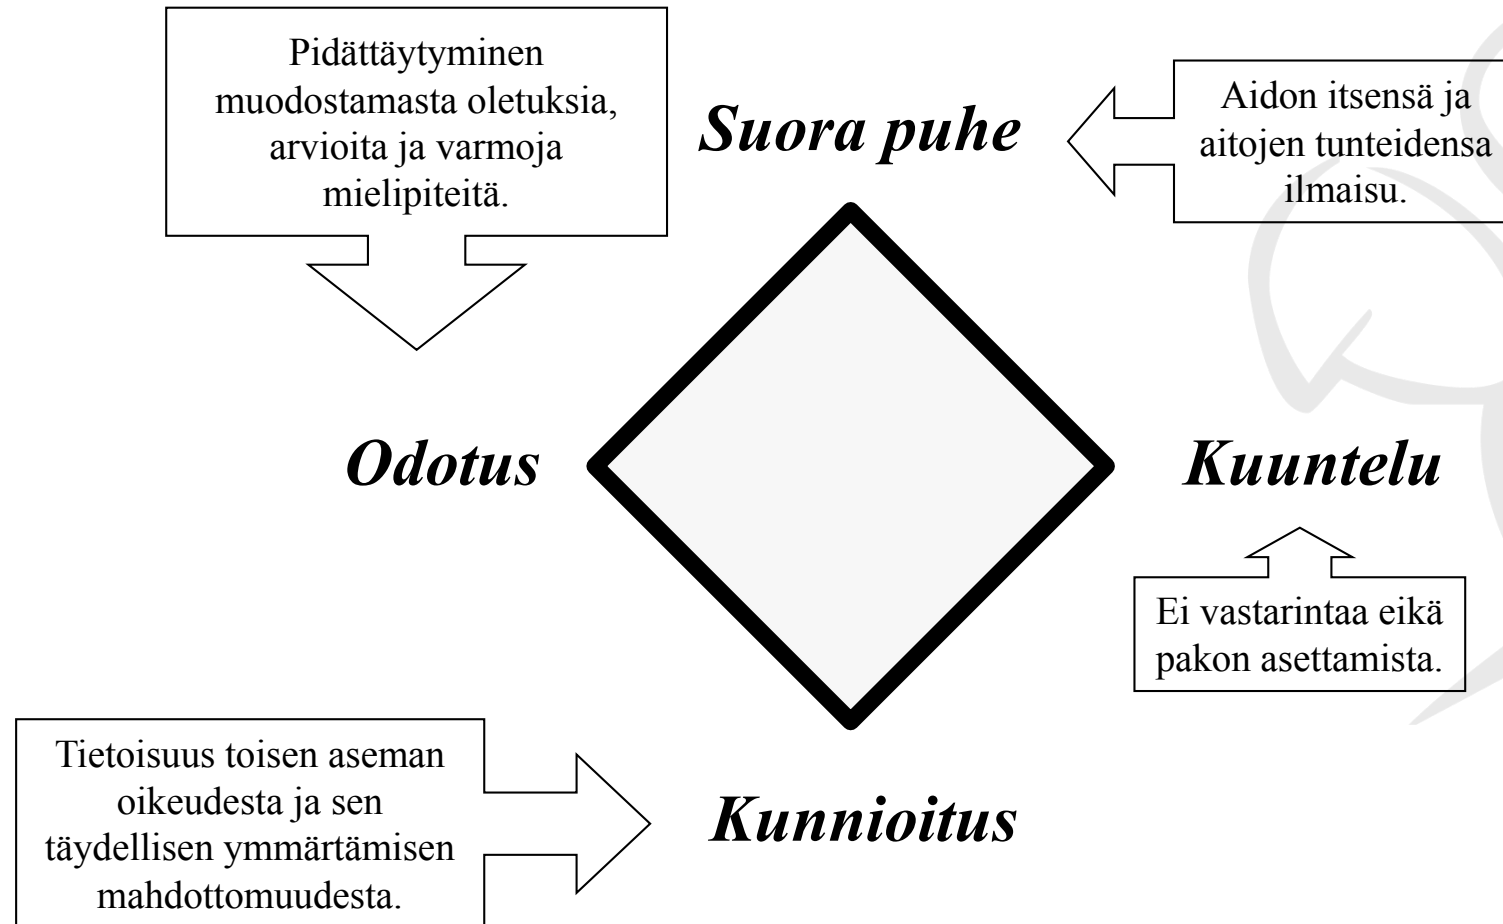 Pidättäytyminen
muodostamasta oletuksia,
arvioita ja varmoja
mielipiteitä.
Suora puhe
Aidon itsensä ja
aitojen tunteidensa
ilmaisu.
Odotus
Kuuntelu
Ei vastarintaa eikä
pakon asettamista.
Tietoisuus toisen aseman
oikeudesta ja sen
täydellisen ymmärtämisen
mahdottomuudesta.
Kunnioitus